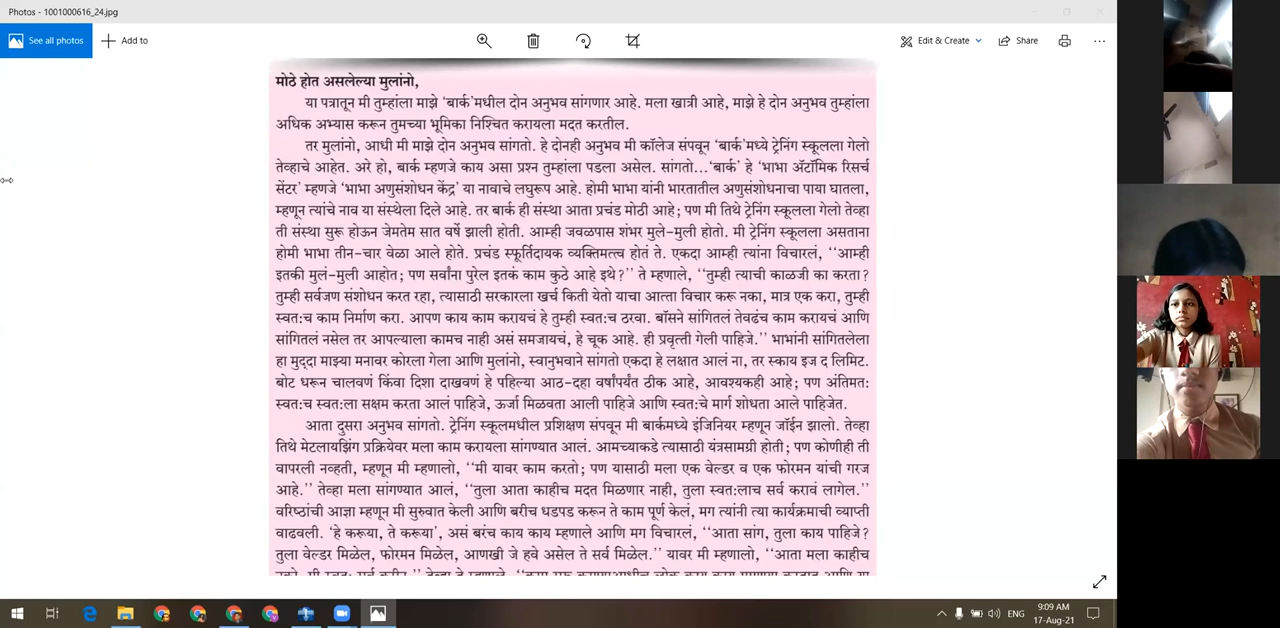 Photos - 1001000616_24.jpg
See all photos
Add to
Edit & Create
Share
मोठे होत असलेल्या मुलांनो,
या पत्रातून मी तुम्हांला माझे ‘बार्क’मधील दोन अनुभव सांगणार आहे. मला खात्री आहे, माझे हे दोन अनुभव तुम्हांला
अधिक अभ्यास करून तुमच्या भूमिका निश्चित करायला मदत करतील.
तर मुलांनो, आधी मी माझे दोन अनुभव सांगतो. हे दोनही अनुभव मी कॉलेज संपवून ‘बार्क’मध्ये ट्रेनिंग स्कूलला गेलो
तेव्हाचे आहेत. अरे हो, बार्क म्हणजे काय असा प्रश्न तुम्हांला पडला असेल. सांगतो...‘बार्क’ हे ‘भाभा ॲटॉमिक रिसर्च
सेंटर’ म्हणजे ‘भाभा अणुसंशोधन केंद्र’ या नावाचे लघुरूप आहे. होमी भाभा यांनी भारतातील अणुसंशोधनाचा पाया घातला,
म्हणून त्यांचे नाव या संस्थेला दिले आहे. तर बार्क ही संस्था आता प्रचंड मोठी आहे; पण मी तिथे ट्रेनिंग स्कूलला गेलो तेव्हा
ती संस्था सुरू होऊन जेमतेम सात वर्षे झाली होती. आम्ही जवळपास शंभर मुले-मुली होतो. मी ट्रेनिंग स्कूलला असताना
होमी भाभा तीन-चार वेळा आले होते. प्रचंड स्फूर्तिदायक व्यक्तिमत्त्व होतं ते. एकदा आम्ही त्यांना विचारलं, ‘‘आम्ही
इतकी मुलं-मुली आहोत; पण सर्वांना पुरेल इतकं काम कुठे आहे इथे?’’ ते म्हणाले, ‘‘तुम्ही त्याची काळजी का करता?
तुम्ही सर्वजण संशोधन करत रहा, त्यासाठी सरकारला खर्च किती येतो याचा आत्ता विचार करू नका, मात्र एक करा, तुम्ही
स्वतःच काम निर्माण करा. आपण काय काम करायचं हे तुम्ही स्वतःच ठरवा. बॉसने सांगितलं तेवढंच काम करायचं आणि
सांगितलं नसेल तर आपल्याला कामच नाही असं समजायचं, हे चूक आहे. ही प्रवृत्ती गेली पाहिजे.’’ भाभांनी सांगितलेला
हा मुद्दा माझ्या मनावर कोरला गेला आणि मुलांनो, स्वानुभवाने सांगतो एकदा हे लक्षात आलं ना, तर स्काय इज द लिमिट.
बोट धरून चालवणं किंवा दिशा दाखवणं हे पहिल्या आठ-दहा वर्षांपर्यंत ठीक आहे, आवश्यकही आहे; पण अंतिमतः
स्वतःच स्वतःला सक्षम करता आलं पाहिजे, ऊर्जा मिळवता आली पाहिजे आणि स्वतःचे मार्ग शोधता आले पाहिजेत.
आता दुसरा अनुभव सांगतो. ट्रेनिंग स्कूलमधील प्रशिक्षण संपवून मी बार्कमध्ये इंजिनियर म्हणून जॉईन झालो. तेव्हा
तिथे मेटलायझिंग प्रक्रियेवर मला काम करायला सांगण्यात आलं. आमच्याकडे त्यासाठी यंत्रसामग्री होती; पण कोणीही ती
वापरली नव्हती, म्हणून मी म्हणालो, ‘‘मी यावर काम करतो; पण यासाठी मला एक वेल्डर व एक फोरमन यांची गरज
आहे.’’ तेव्हा मला सांगण्यात आलं, ‘‘तुला आता काहीच मदत मिळणार नाही, तुला स्वतःलाच सर्व करावं लागेल.’’
वरिष्ठांची आज्ञा म्हणून मी सुरुवात केली आणि बरीच धडपड करून ते काम पूर्ण केलं, मग त्यांनी त्या कार्यक्रमाची व्याप्ती
वाढवली. ‘हे करूया, ते करूया’, असं बरंच काय काय म्हणाले आणि मग विचारलं, ‘‘आता सांग, तुला काय पाहिजे?
तुला वेल्डर मिळेल, फोरमन मिळेल, आणखी जे हवे असेल ते सर्व मिळेल.’’ यावर मी म्हणालो, ‘‘आता मला काहीच
ENG
9:09 AM
17-Aug-21